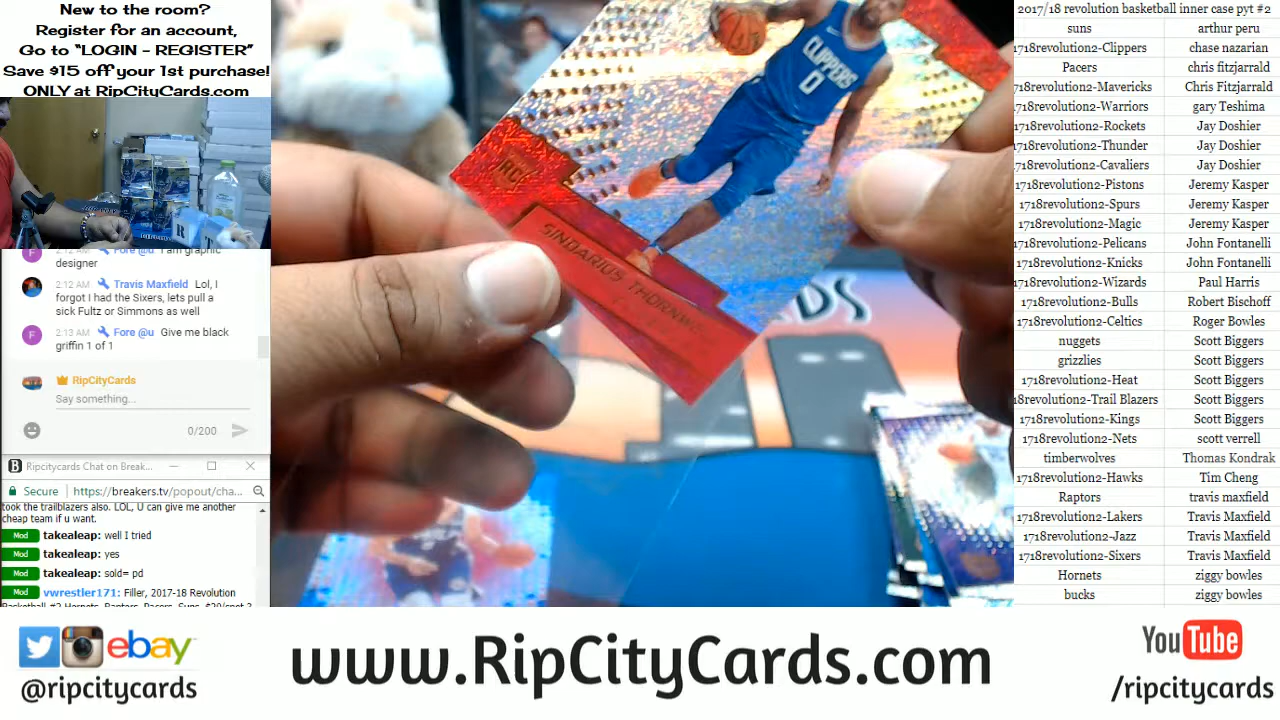 New to the room?
Register for an account,
Go to “LOGIN - REGISTER”
Save $15 off your 1st purchase!
ONLY at RipCityCards.com
Fore @u I am graphic
designer
2:12 AM Travis Maxfield Lol, I
forgot I had the Sixers, lets pull a
sick Fultz or Simmons as well
F 2:13 AM Fore @u Give me black
griffin 1 of 1
RipCityCards
Say something...
0/200
B Ripcitycards Chat on Break...
Secure https://breakers.tv/popout/cha...
took the trailblazers also. LOL, U can give me another
cheap team if u want.
Mod takealeap: well I tried
Mod takealeap: yes
Mod takealeap: sold= pd
Mod vwrestler171: Filler, 2017-18 Revolution
Basketball #2 Hornets, Raptors, Pacers, Suns, $20/spot 3
CLIPPERS
0
RC
SINDARIUS
RDS
2017/18 revolution basketball inner case pyt #2
suns arthur peru
1718revolution2-Clippers chase nazarian
Pacers chris fitzjarrald
718revolution2-Mavericks Chris Fitzjarrald
718revolution2-Warriors gary Teshima
1718revolution2-Rockets Jay Doshier
1718revolution2-Thunder Jay Doshier
1718revolution2-Cavaliers Jay Doshier
1718revolution2-Pistons Jeremy Kasper
1718revolution2-Spurs Jeremy Kasper
1718revolution2-Magic Jeremy Kasper
1718revolution2-Pelicans John Fontanelli
1718revolution2-Knicks John Fontanelli
1718revolution2-Wizards Paul Harris
1718revolution2-Bulls Robert Bischoff
1718revolution2-Celtics Roger Bowles
nuggets Scott Biggers
grizzlies Scott Biggers
1718revolution2-Heat Scott Biggers
18revolution2-Trail Blazers Scott Biggers
1718revolution2-Kings Scott Biggers
1718revolution2-Nets scott verrell
timberwolves Thomas Kondrak
1718revolution2-Hawks Tim Cheng
Raptors travis maxfield
1718revolution2-Lakers Travis Maxfield
1718revolution2-Jazz Travis Maxfield
1718revolution2-Sixers Travis Maxfield
Hornets ziggy bowles
bucks ziggy bowles
ebay
@ripcitycards
www.RipCityCards.com
YouTube
/ripcitycards